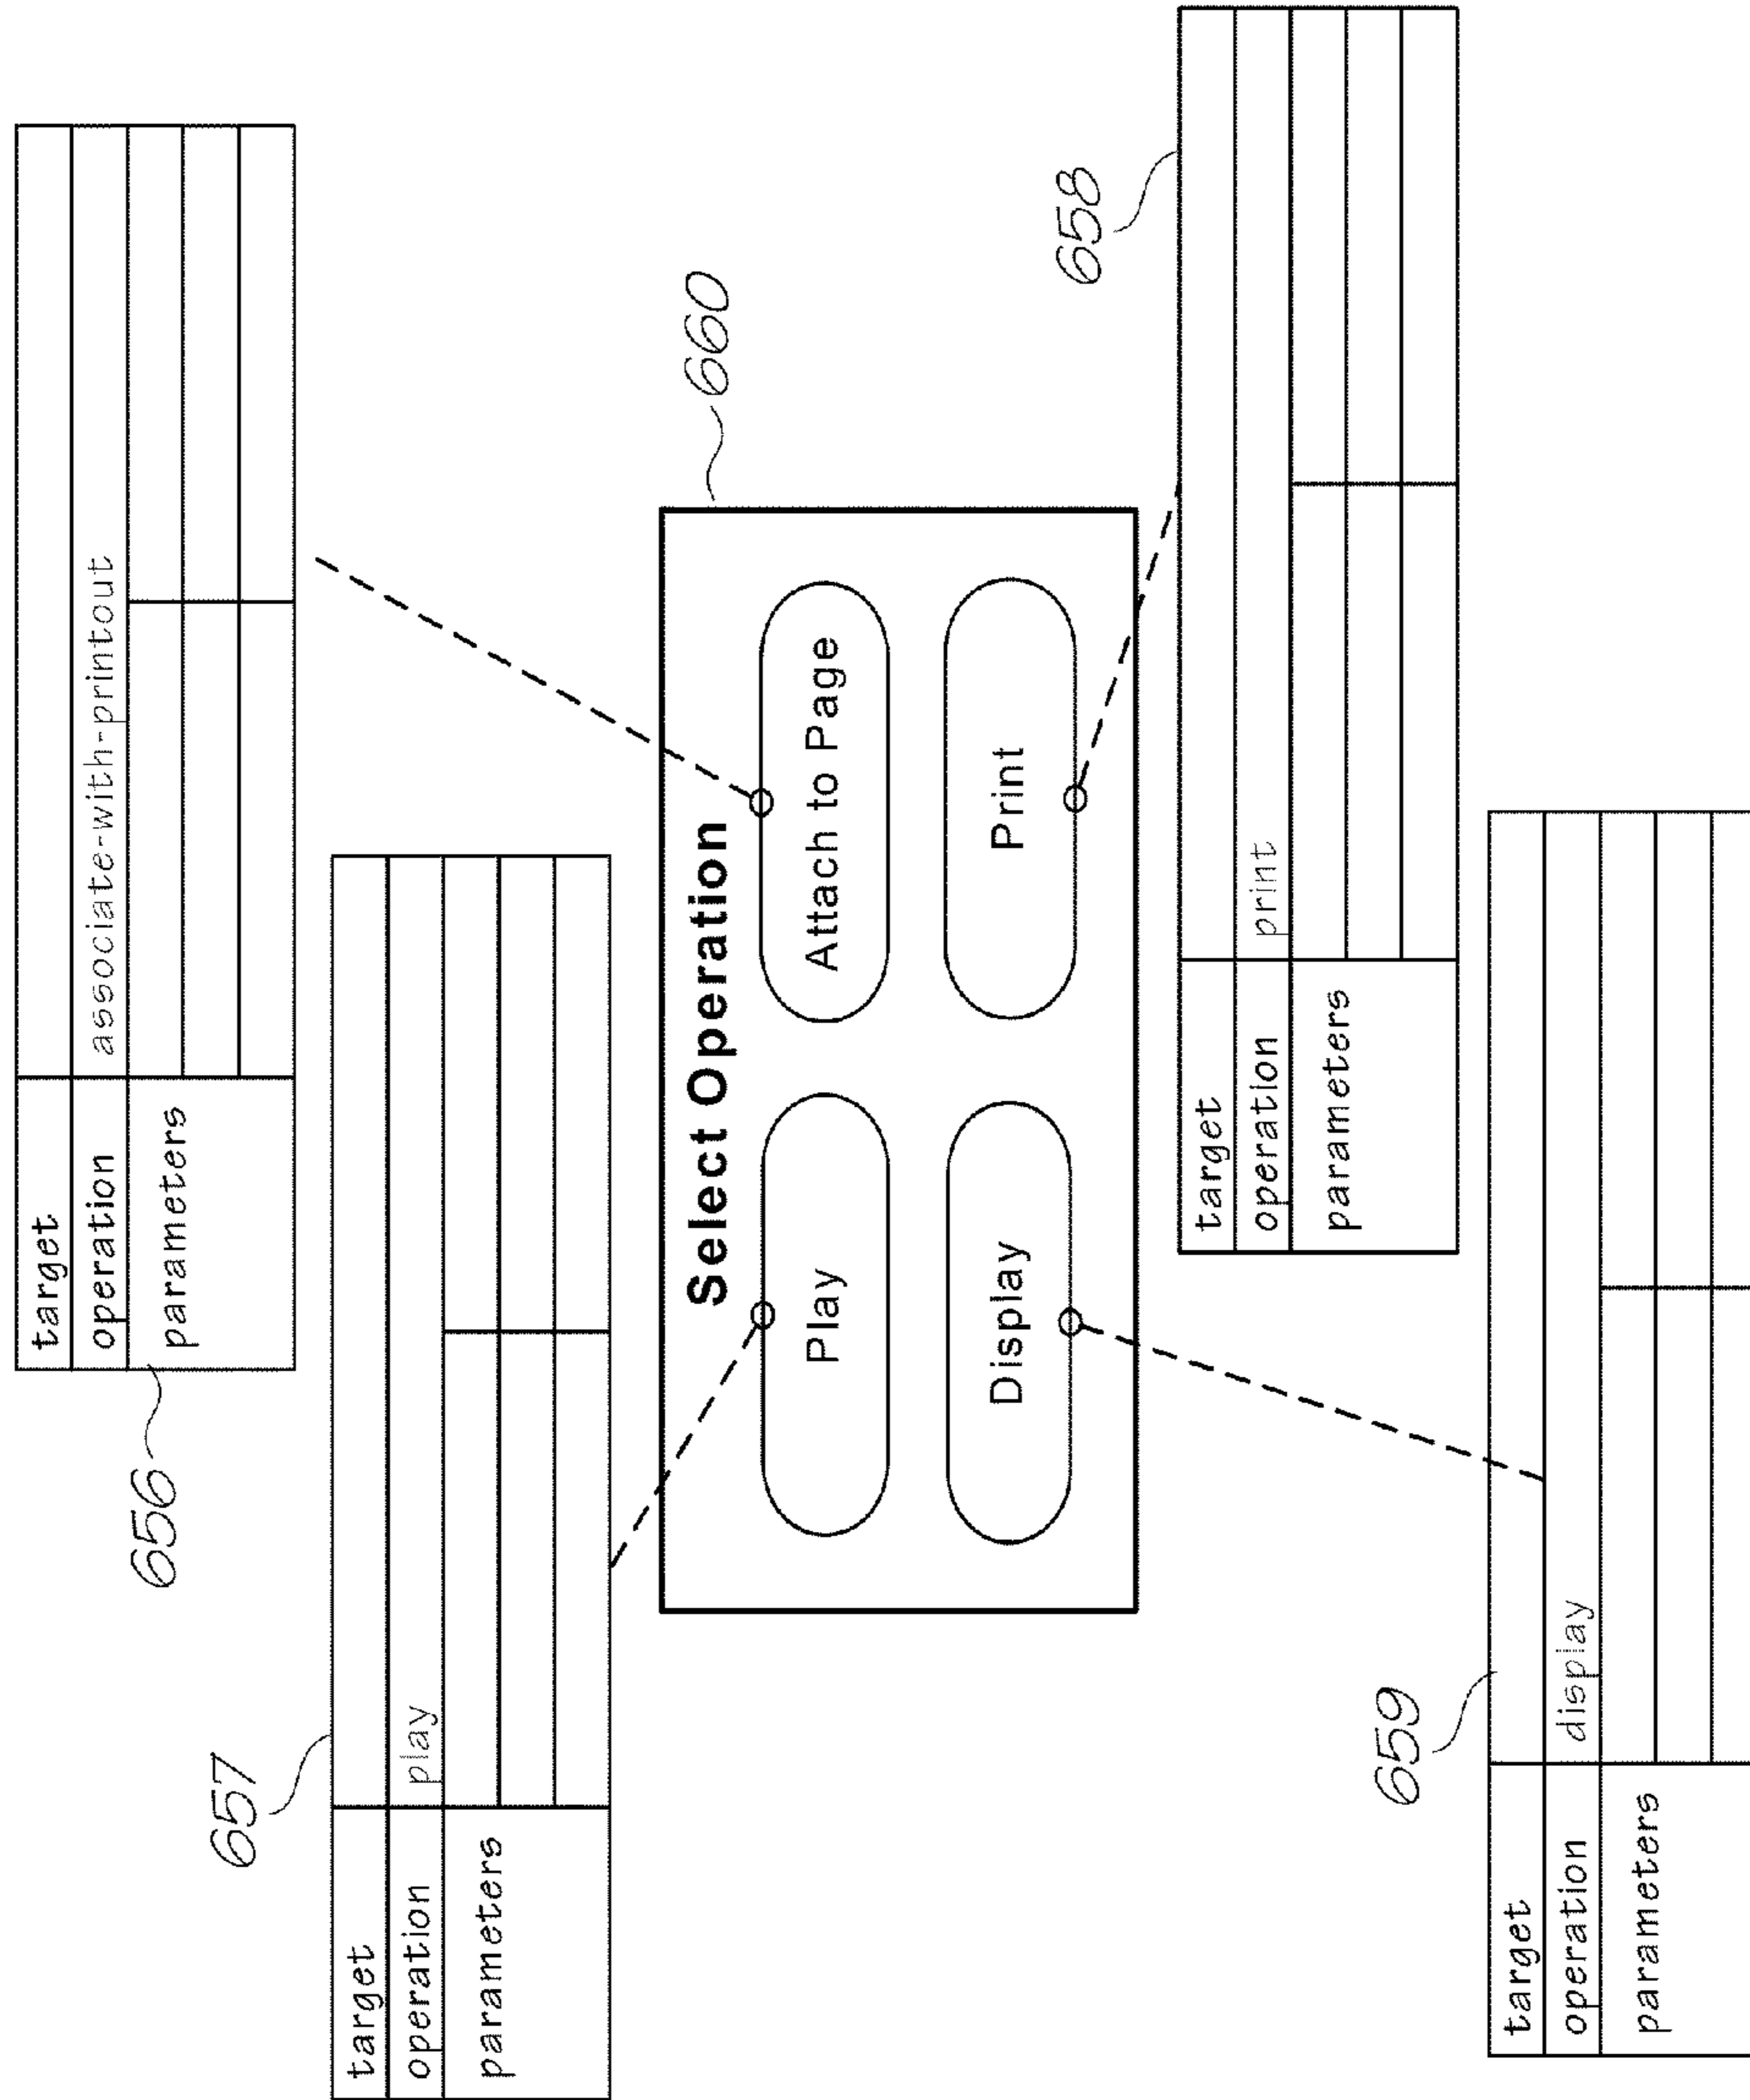 target
operation associate-with-printout
parameters
656
657
target
operation play
parameters
660
Select Operation
Play Attach to Page
Display Print
658
target
operation print
parameters
659
target
operation display
parameters